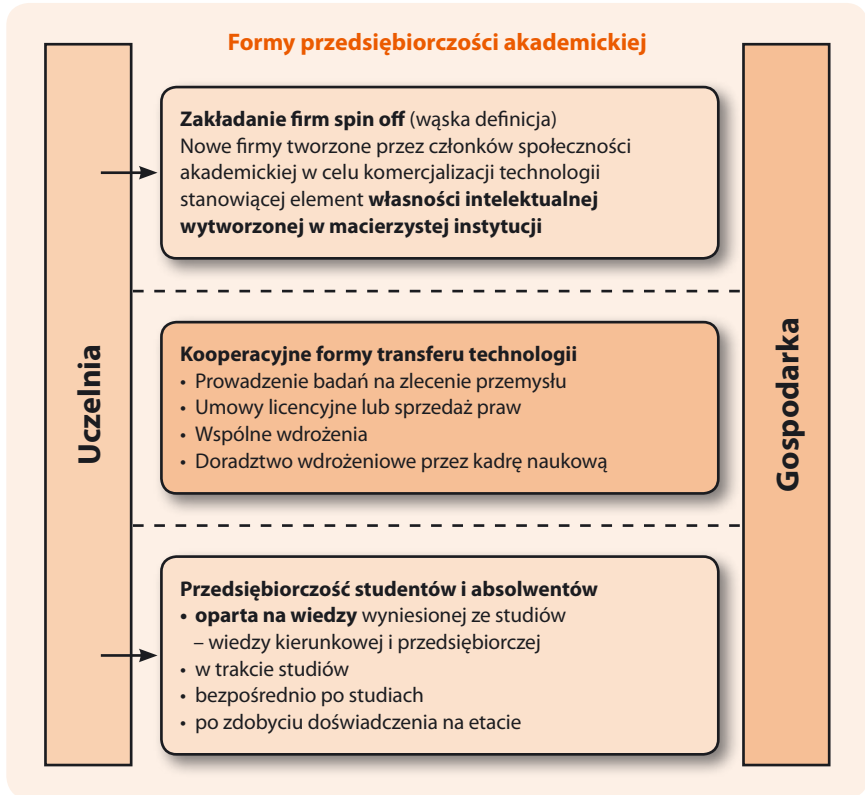 Formy przedsiębiorczości akademickiej
Uczelnia
Zakładanie firm spin off (wąska definicja)
Nowe firmy tworzone przez członków społeczności
akademickiej w celu komercjalizacji technologii
stanowiącej element własności intelektualnej
wytworzonej w macierzystej instytucji
Kooperacyjne formy transferu technologii
• Prowadzenie badań na zlecenie przemysłu
• Umowy licencyjne lub sprzedaż praw
• Wspólne wdrożenia
• Doradztwo wdrożeniowe przez kadrę naukową
Przedsiębiorczość studentów i absolwentów
• oparta na wiedzy wyniesionej ze studiów
– wiedzy kierunkowej i przedsiębiorczej
• w trakcie studiów
• bezpośrednio po studiach
• po zdobyciu doświadczenia na etacie
Gospodarka